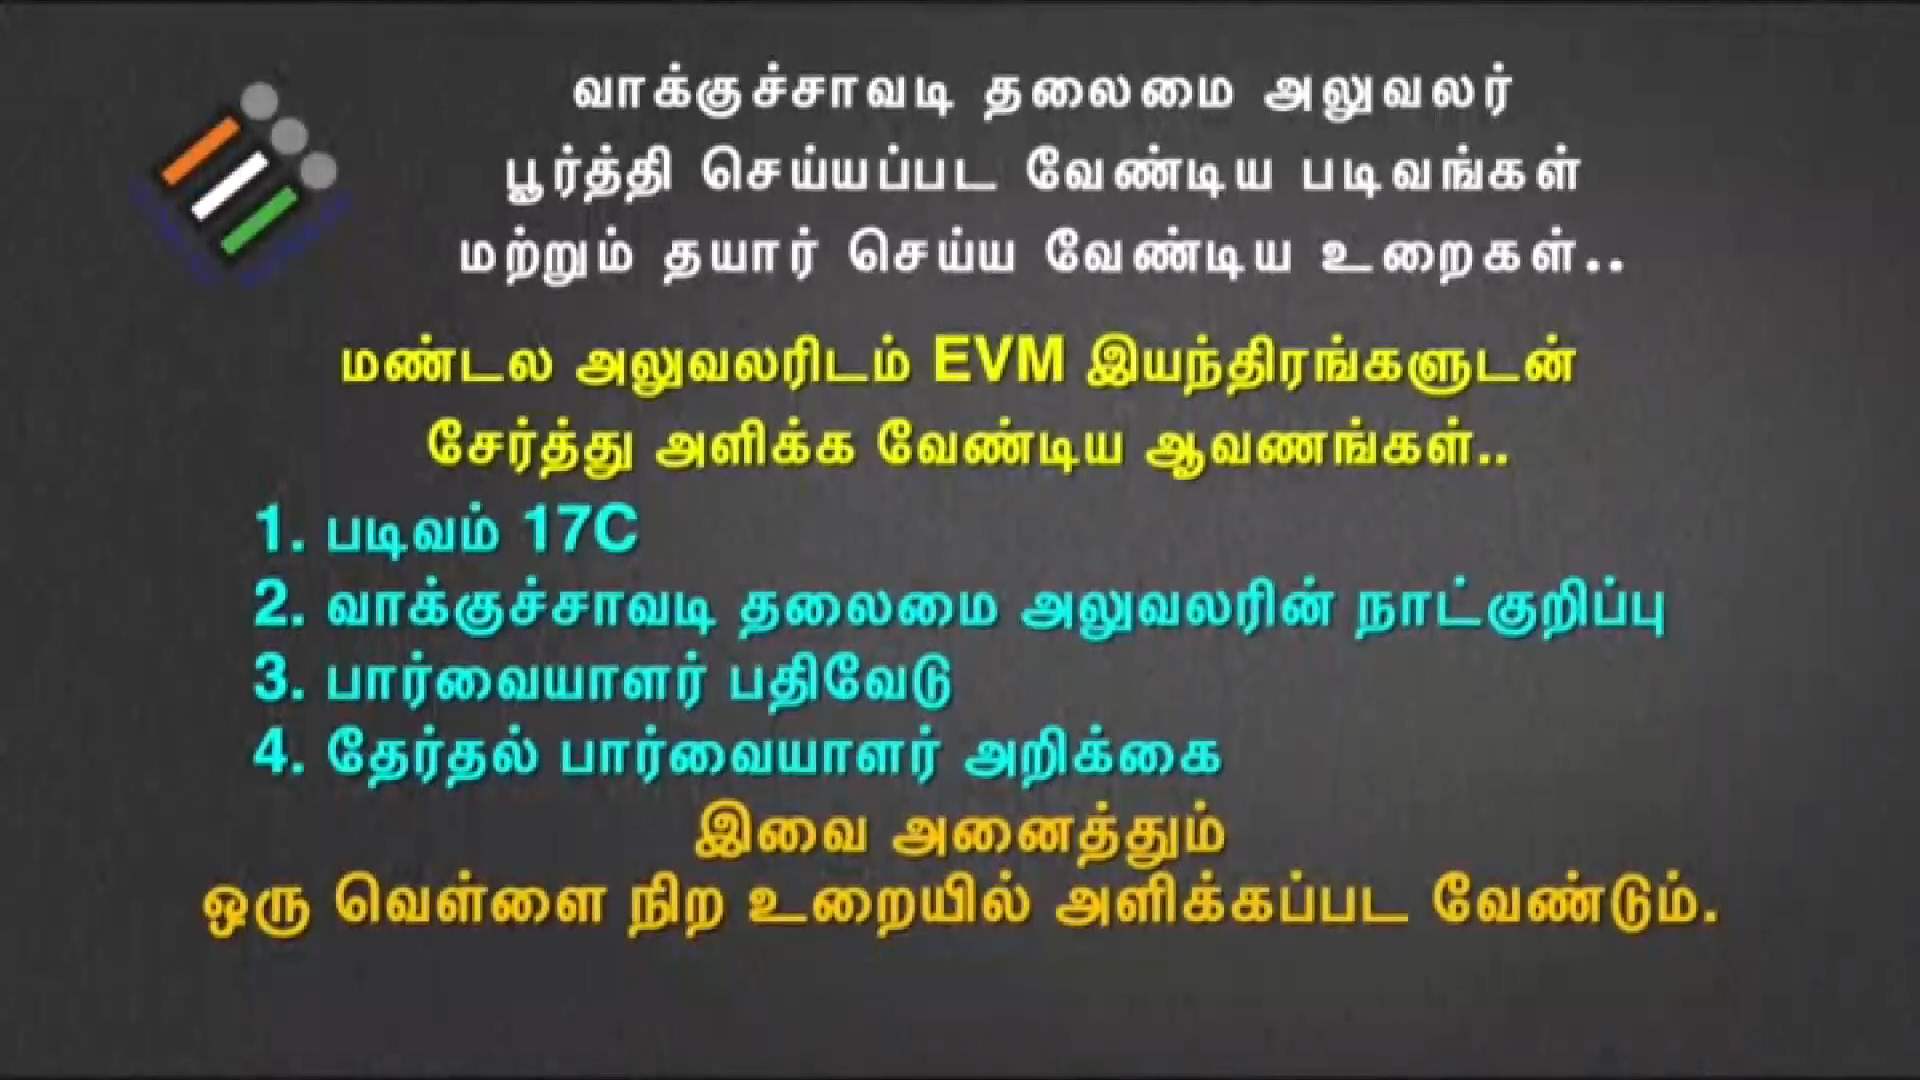 வாக்குச்சாவடி தலைமை அலுவலர்
பூர்த்தி செய்யப்பட வேண்டிய படிவங்கள்
மற்றும் தயார் செய்ய வேண்டிய உறைகள்..
மண்டல அலுவலரிடம் EVM இயந்திரங்களுடன்
சேர்த்து அளிக்க வேண்டிய ஆவணங்கள்..
1. படிவம் 17C
2. வாக்குச்சாவடி தலைமை அலுவலரின் நாட்குறிப்பு
3. பார்வையாளர் பதிவேடு
4. தேர்தல் பார்வையாளர் அறிக்கை
இவை அனைத்தும்
ஒரு வெள்ளை நிற உறையில் அளிக்கப்பட வேண்டும்.